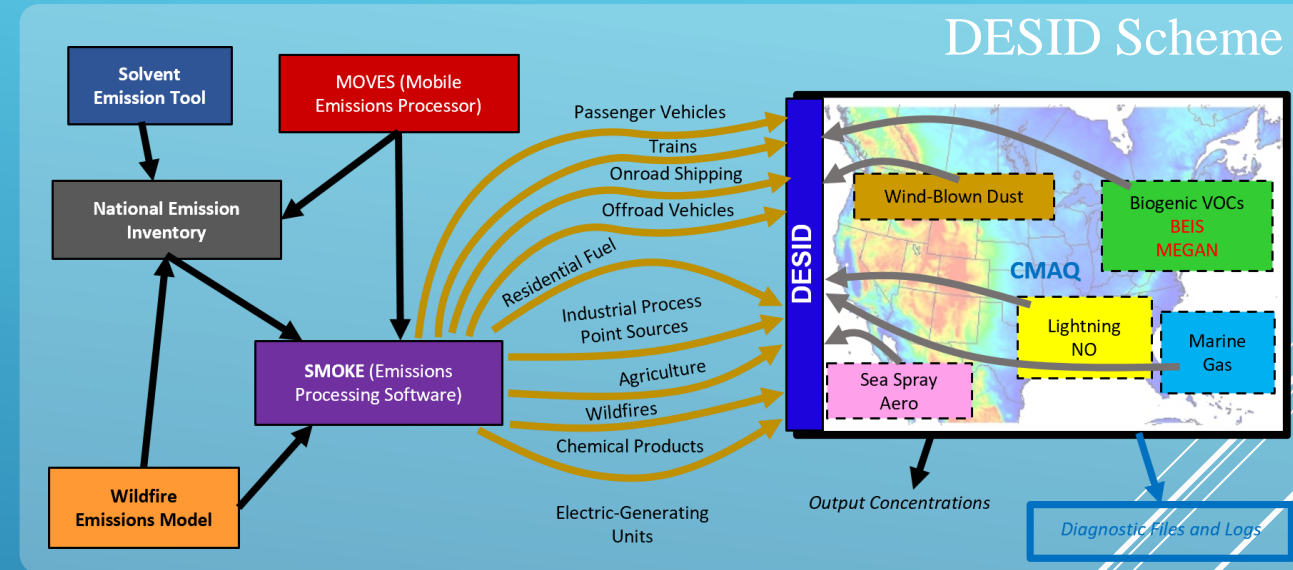 DESID Scheme
Solvent
Emission Tool
MOVES (Mobile
Emissions Processor)
National Emission
Inventory
SMOKE (Emissions
Processing Software)
Wildfire
Emissions Model
Passenger Vehicles
Trains
Onroad Shipping
Offroad Vehicles
Residential Fuel
Industrial Process
Point Sources
Agriculture
Wildfires
Chemical Products
Electric-Generating
Units
DESID
Wind-Blown Dust
Biogenic VOCs
BEIS
MEGAN
CMAQ
Lightning
NO
Marine
Gas
Sea Spray
Aero
Output Concentrations
Diagnostic Files and Logs